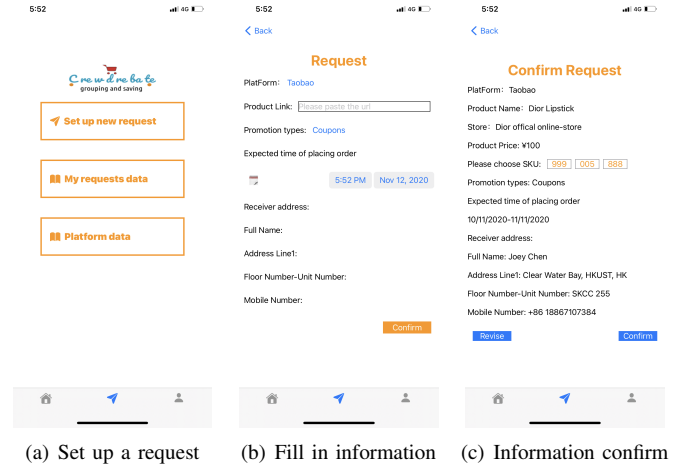 5:52
4G
Crewdrebate
grouping and saving
Set up new request
My requests data
Platform data
(a) Set up a request
5:52
4G
Back
Request
PlatForm: Taobao
Product Link: Please paste the url
Promotion types: Coupons
Expected time of placing order
5:52 PM Nov 12, 2020
Receiver address:
Full Name:
Address Line1:
Floor Number-Unit Number:
Mobile Number:
Confirm
(b) Fill in information
5:52
4G
Back
Confirm Request
PlatForm: Taobao
Product Name: Dior Lipstick
Store: Dior offical online-store
Product Price: ¥100
Please choose SKU: 999 005 888
Promotion types: Coupons
Expected time of placing order
10/11/2020-11/11/2020
Receiver address:
Full Name: Joey Chen
Address Line1: Clear Water Bay, HKUST, HK
Floor Number-Unit Number: SKCC 255
Mobile Number: +86 18867107384
Revise Confirm
(c) Information confirm